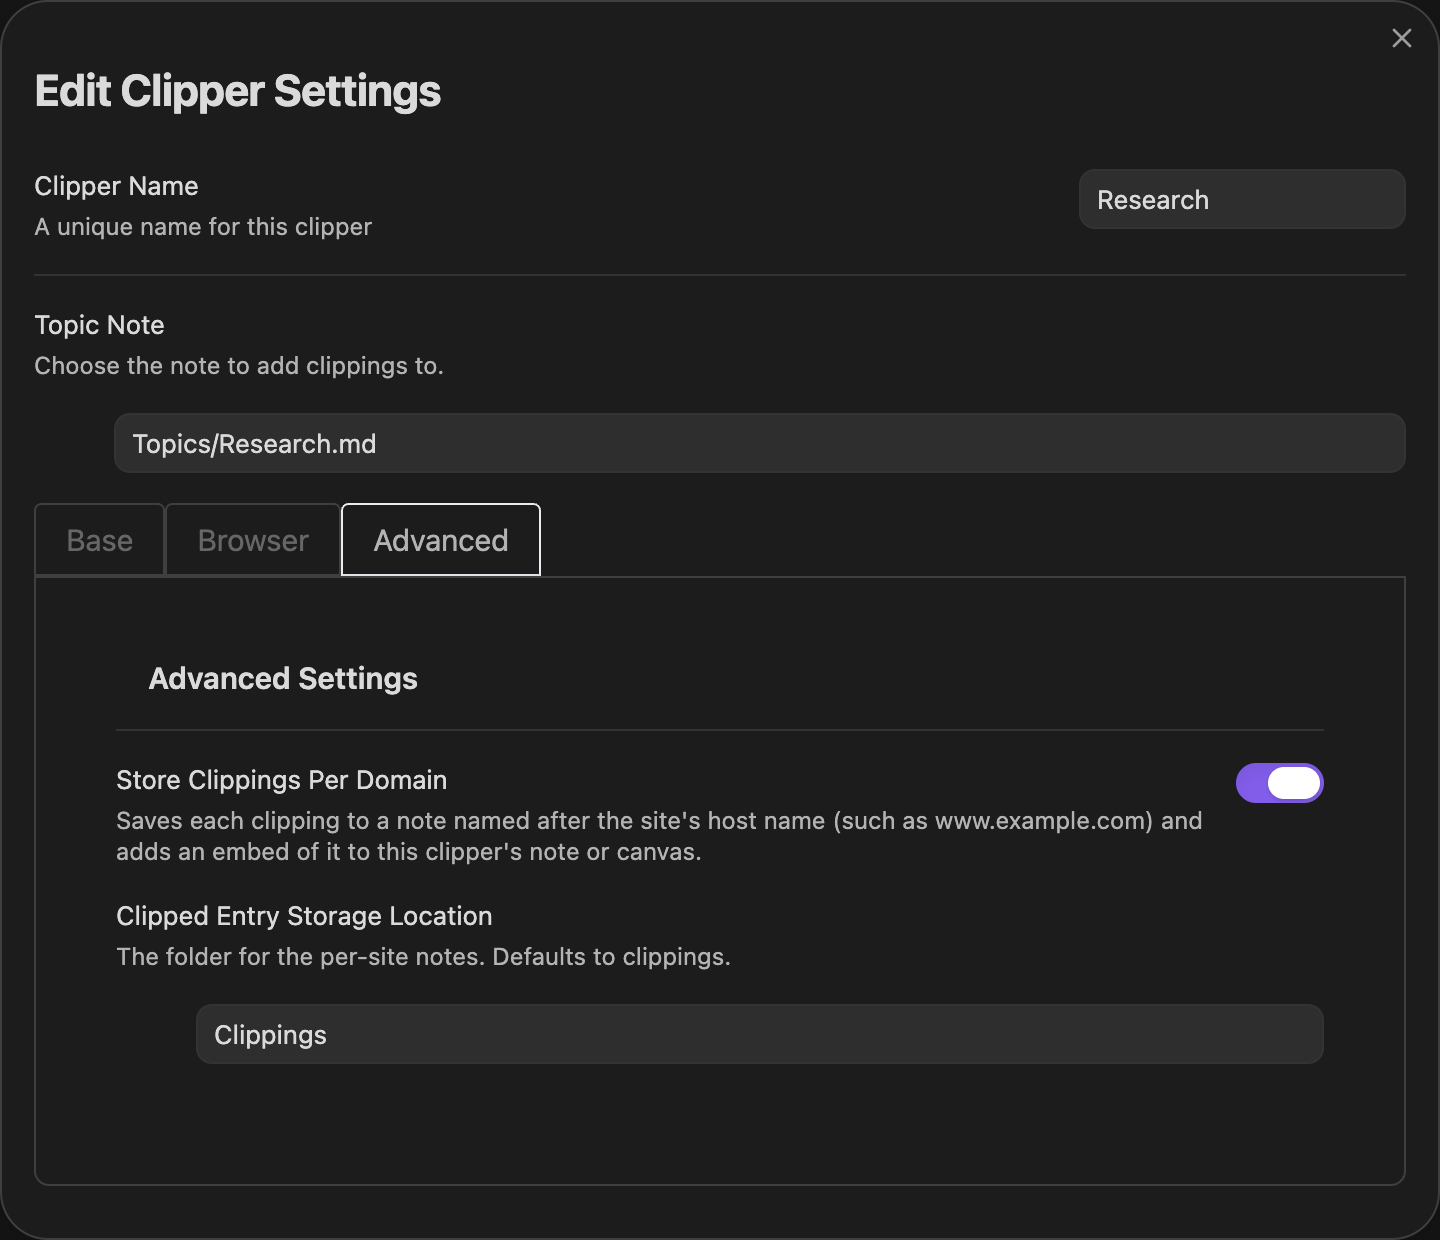 Edit Clipper Settings
Clipper Name
A unique name for this clipper
Research
Topic Note
Choose the note to add clippings to.
Topics/Research.md
Base
Browser
Advanced
Advanced Settings
Store Clippings Per Domain
Saves each clipping to a note named after the site's host name (such as www.example.com) and
adds an embed of it to this clipper's note or canvas.
Clipped Entry Storage Location
The folder for the per-site notes. Defaults to clippings.
Clippings